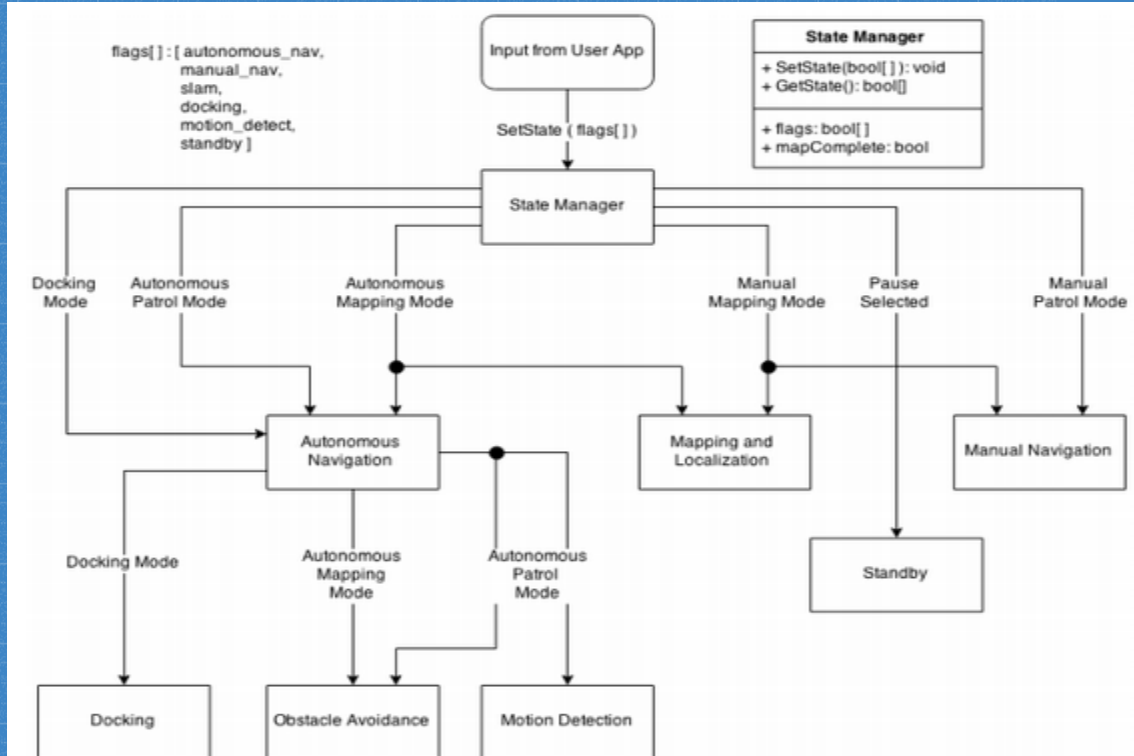 flags[] : [ autonomous_nav,
manual_nav,
slam,
docking,
motion_detect,
standby ]
Input from User App
State Manager
+ SetState(bool[ ] ): void
+ GetState(): bool[]
+ flags: bool[ ]
+ mapComplete: bool
SetState ( flags[ ] )
State Manager
Docking
Mode
Autonomous
Patrol Mode
Autonomous
Mapping Mode
Manual
Mapping Mode
Pause
Selected
Manual
Patrol Mode
Autonomous
Navigation
Mapping and
Localization
Manual Navigation
Docking Mode
Autonomous
Mapping
Mode
Autonomous
Patrol
Mode
Standby
Docking
Obstacle Avoidance
Motion Detection